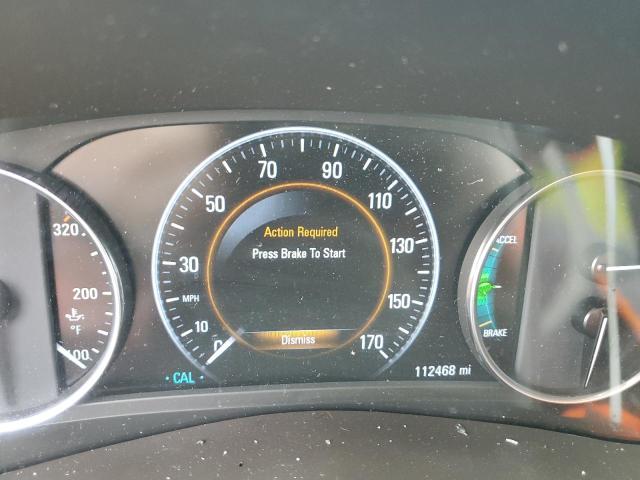 70 90
50 110
320
Action Required
ACCEL
Press Brake To Start
130
30
200
MPH
150
°F
10
BRAKE
Dismiss
0
170
100
CAL
112468 mi